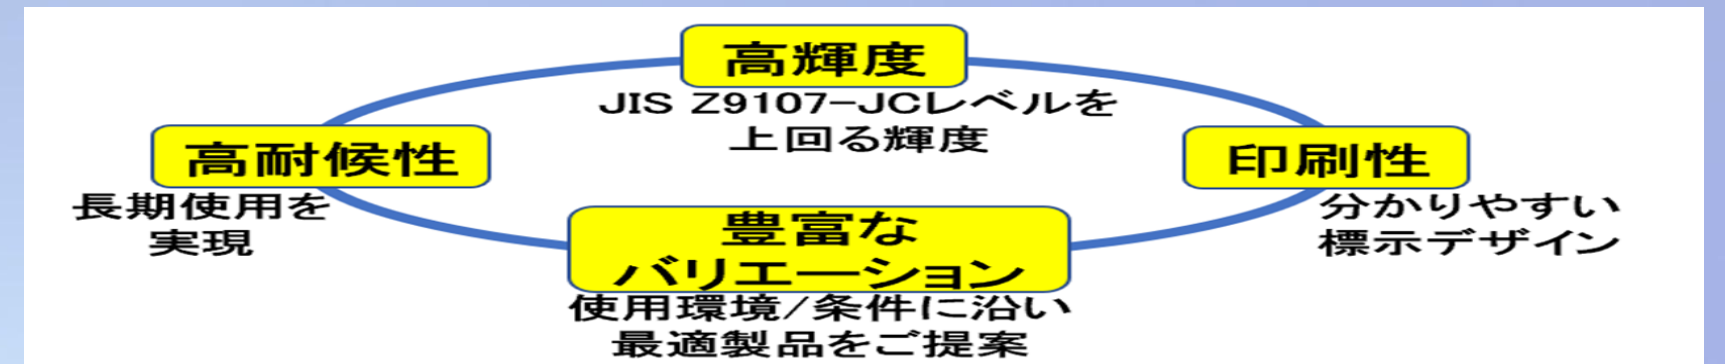 高輝度
JIS Z9107-JCレベルを
上回る輝度
高耐候性
長期使用を
実現
印刷性
分かりやすい
標示デザイン
豊富な
バリエーション
使用環境/条件に沿い
最適製品をご提案